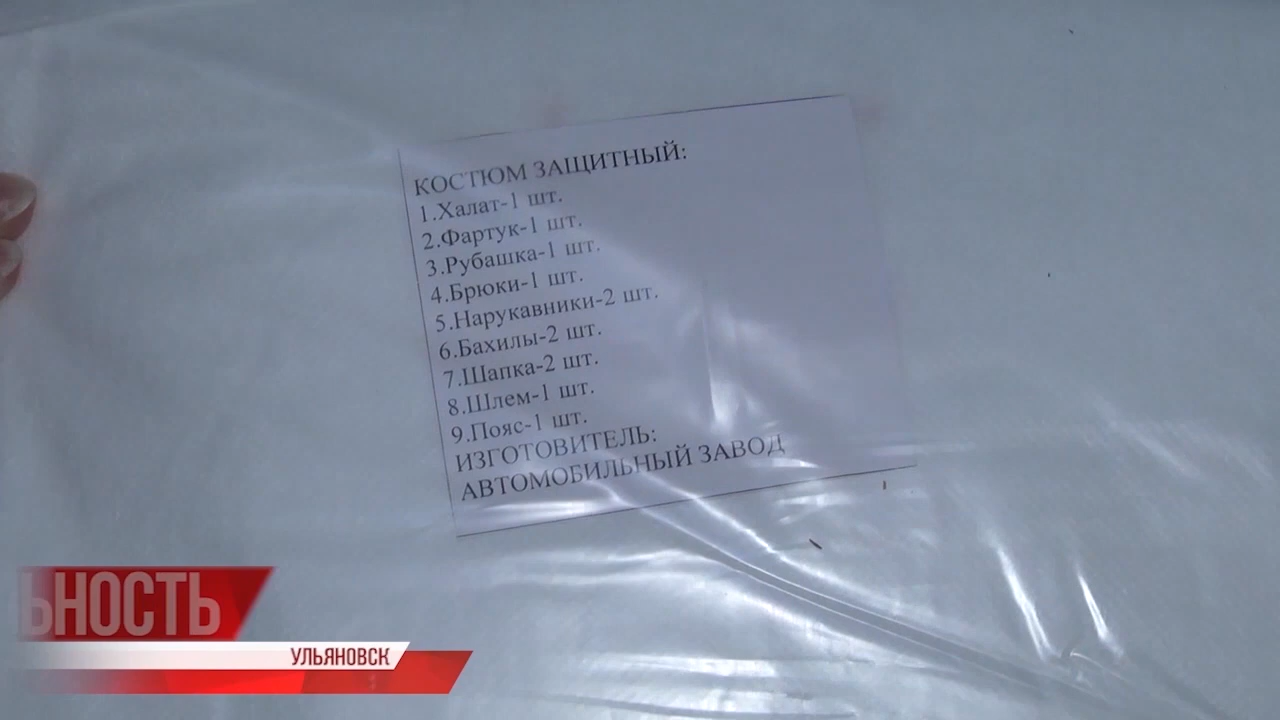 КОСТЮМ ЗАЩИТНЫЙ:
1.Халат-1 шт.
2.Фартук-1 шт.
3.Рубашка-1 шт.
4.Брюки-1 шт.
5.Нарукавники-2 шт.
6.Бахилы-2 шт.
7.Шапка-2 шт.
8.Шлем-1 шт.
9.Пояс-1 шт.
ИЗГОТОВИТЕЛЬ:
АВТОМОБИЛЬНЫЙ ЗАВОД
ЬНОСТЬ
УЛЬЯНОВСК